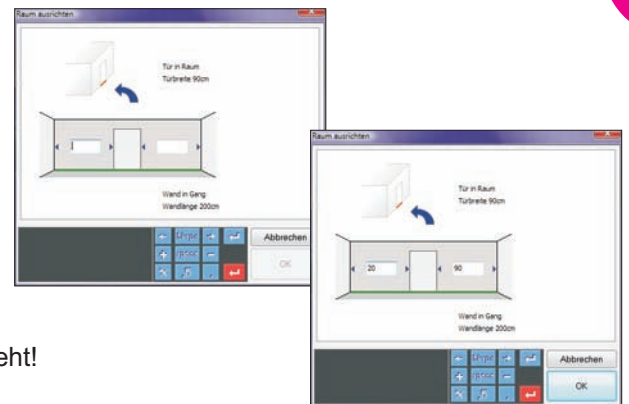 Raum ausrichten
Tür in Raum
Türbreite 90cm
Wand in Gang
Wandlänge 200cm
Abbrechen
OK
Raum ausrichten
Tür in Raum
Türbreite 90cm
20
90
Wand in Gang
Wandlänge 200cm
Abbrechen
OK
eht!